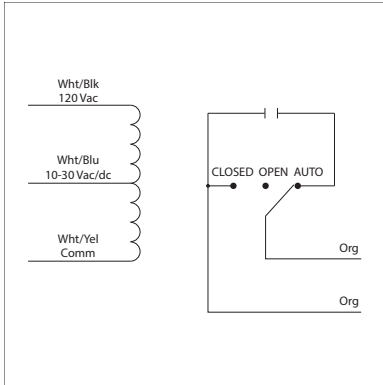 Wht/Blk
120 Vac
Wht/Blu
10-30 Vac/dc
Wht/Yel
Comm
CLOSED OPEN AUTO
Org
Org